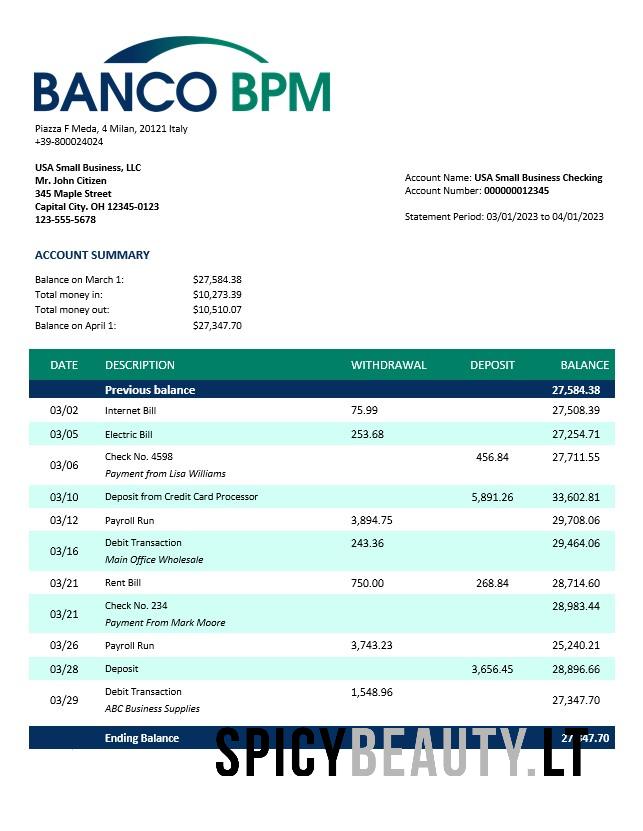 BANCO BPM
Piazza F Meda, 4 Milan, 20121 Italy
+39-800024024
USA Small Business, LLC
Mr. John Citizen
345 Maple Street
Capital City. OH 12345-0123
123-555-5678
Account Name: USA Small Business Checking
Account Number: 000000012345
Statement Period: 03/01/2023 to 04/01/2023
ACCOUNT SUMMARY
Balance on March 1: $27,584.38
Total money in: $10,273.39
Total money out: $10,510.07
Balance on April 1: $27,347.70
DATE DESCRIPTION WITHDRAWAL DEPOSIT BALANCE
Previous balance 27,584.38
03/02 Internet Bill 75.99 27,508.39
03/05 Electric Bill 253.68 27,254.71
03/06 Check No. 4598 456.84 27,711.55
Payment from Lisa Williams
03/10 Deposit from Credit Card Processor 5,891.26 33,602.81
03/12 Payroll Run 3,894.75 29,708.06
03/16 Debit Transaction 243.36 29,464.06
Main Office Wholesale
03/21 Rent Bill 750.00 268.84 28,714.60
03/21 Check No. 234 28,983.44
Payment From Mark Moore
03/26 Payroll Run 3,743.23 25,240.21
03/28 Deposit 3,656.45 28,896.66
03/29 Debit Transaction 1,548.96 27,347.70
ABC Business Supplies
Ending Balance 27,347.70
SPICYBEAUTY.LT